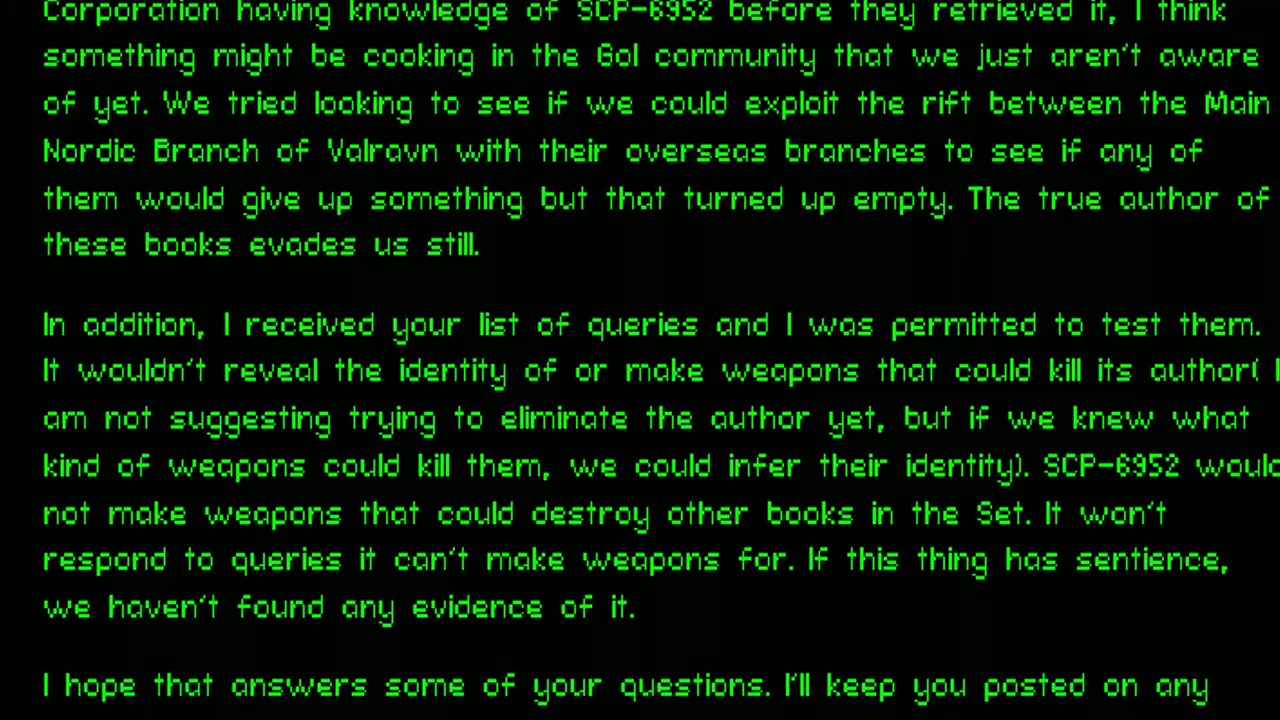 Corporation having knowledge of SCP-6952 before they retrieved it, I think
something might be cooking in the GoI community that we just aren't aware
of yet. We tried looking to see if we could exploit the rift between the Main
Nordic Branch of Valravn with their overseas branches to see if any of
them would give up something but that turned up empty. The true author of
these books evades us still.
In addition, I received your list of queries and I was permitted to test them.
It wouldn't reveal the identity of or make weapons that could kill its author( I
am not suggesting trying to eliminate the author yet, but if we knew what
kind of weapons could kill them, we could infer their identity). SCP-6952 would
not make weapons that could destroy other books in the Set. It won't
respond to queries it can't make weapons for. If this thing has sentience,
we haven't found any evidence of it.
I hope that answers some of your questions. I'll keep you posted on any